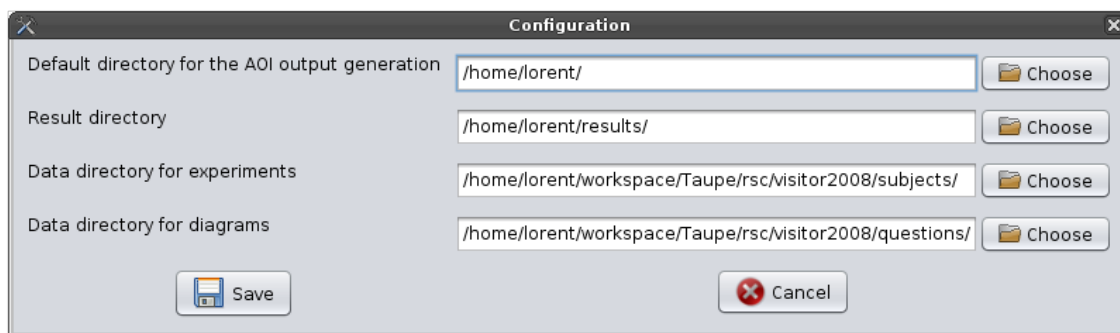 Configuration
Default directory for the AOI output generation /home/lorent/ Choose
Result directory /home/lorent/results/ Choose
Data directory for experiments /home/lorent/workspace/Taupe/rsc/visitor2008/subjects/ Choose
Data directory for diagrams /home/lorent/workspace/Taupe/rsc/visitor2008/questions/ Choose
Save Cancel